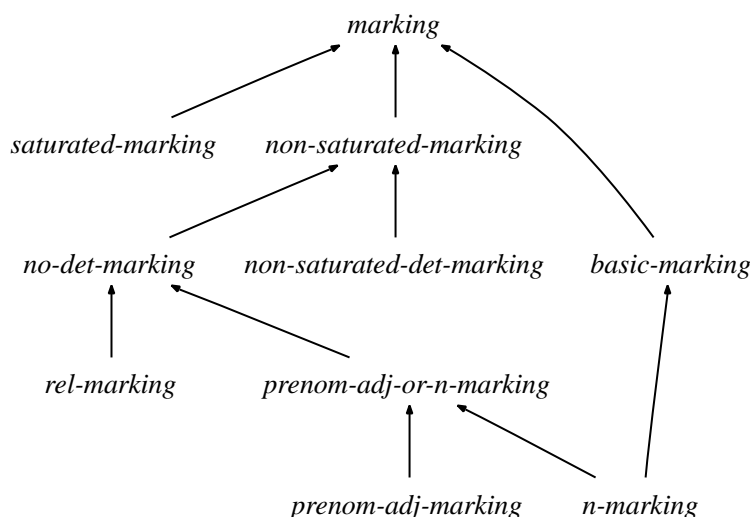 marking
saturated-marking non-saturated-marking
no-det-marking non-saturated-det-marking basic-marking
rel-marking prenom-adj-or-n-marking
prenom-adj-marking n-marking